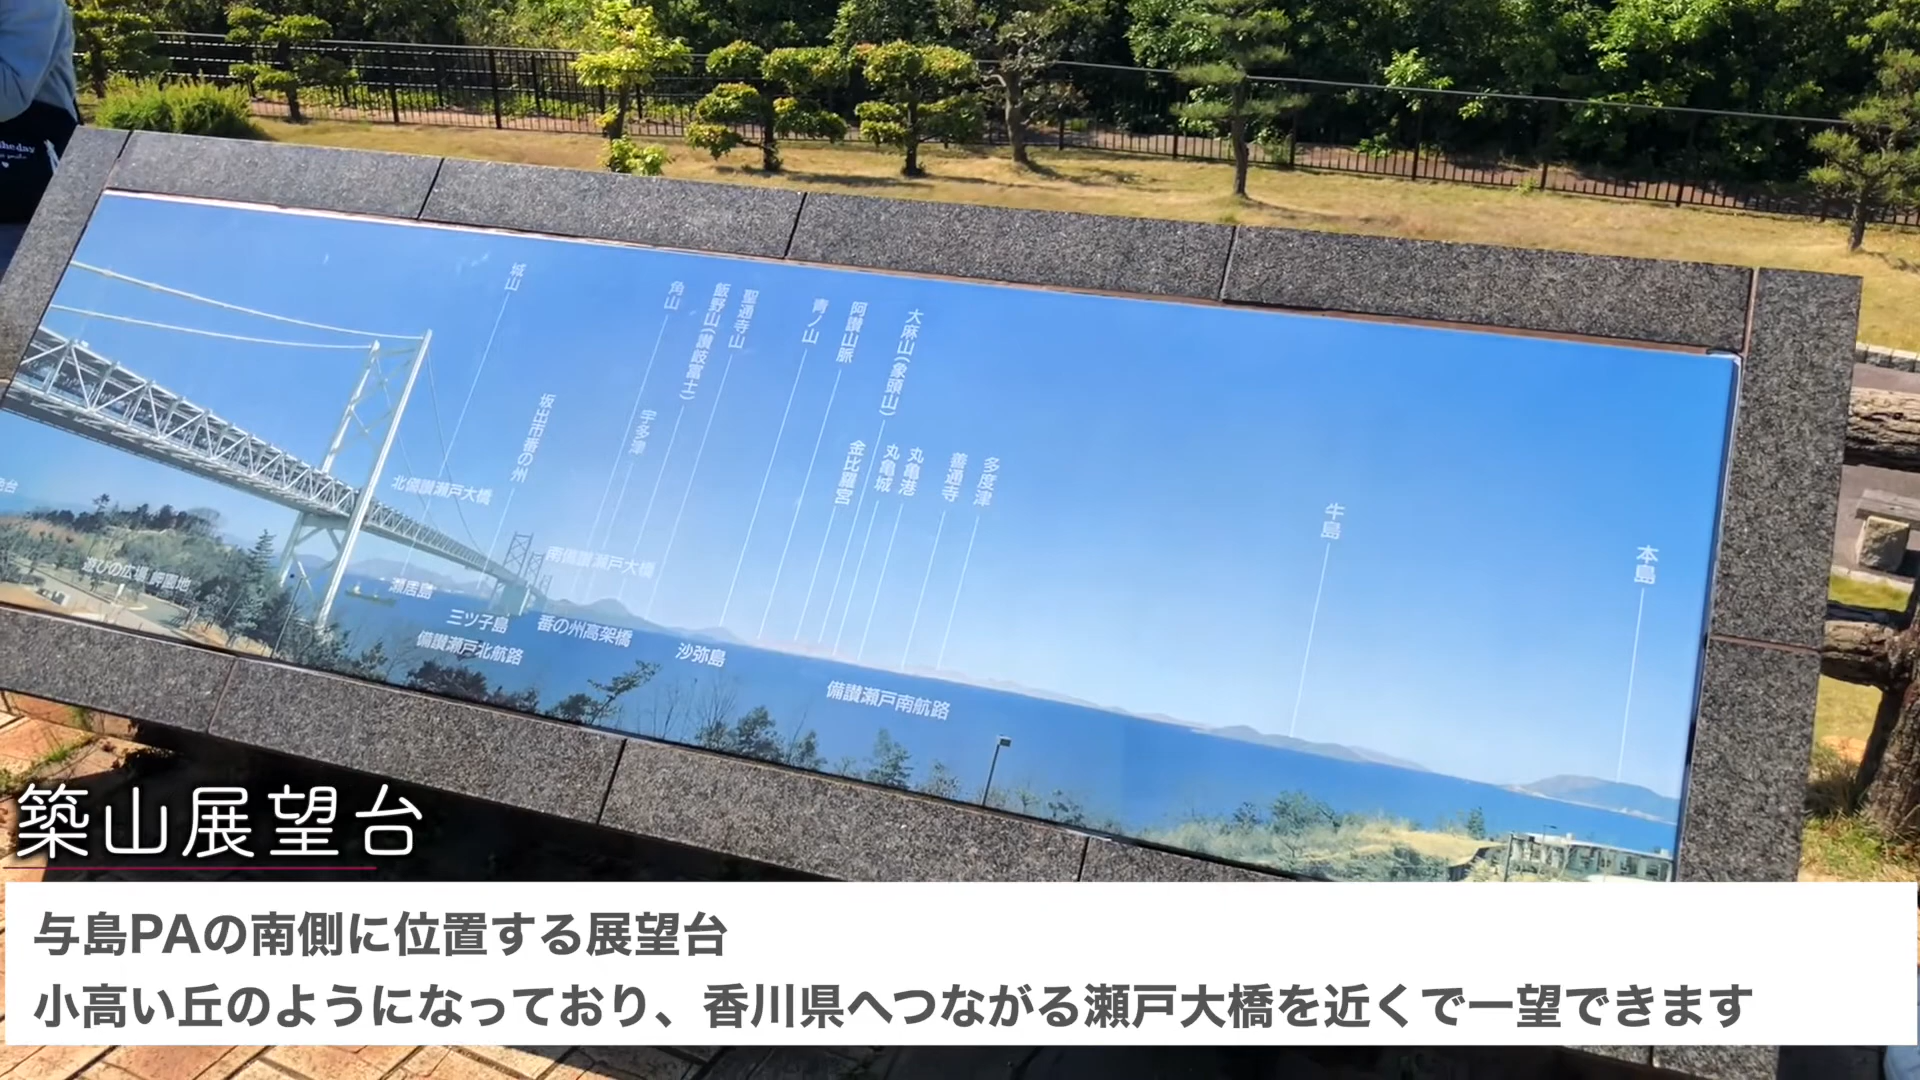 the day
城山
角山
飯野山(讃岐富士)
聖通寺山
青ノ山
阿讃山脈
大麻山(象頭山)
坂出市番の州
宇多津
金比羅宮
丸亀城
丸亀港
善通寺
多度津
牛島
本島
北備讃瀬戸大橋
南備讃瀬戸大橋
遊びの広場 岬園地
瀬居島
三ツ子島
番の州高架橋
備讃瀬戸北航路
沙弥島
備讃瀬戸南航路
築山展望台
与島PAの南側に位置する展望台
小高い丘のようになっており、香川県へつながる瀬戸大橋を近くで一望できます